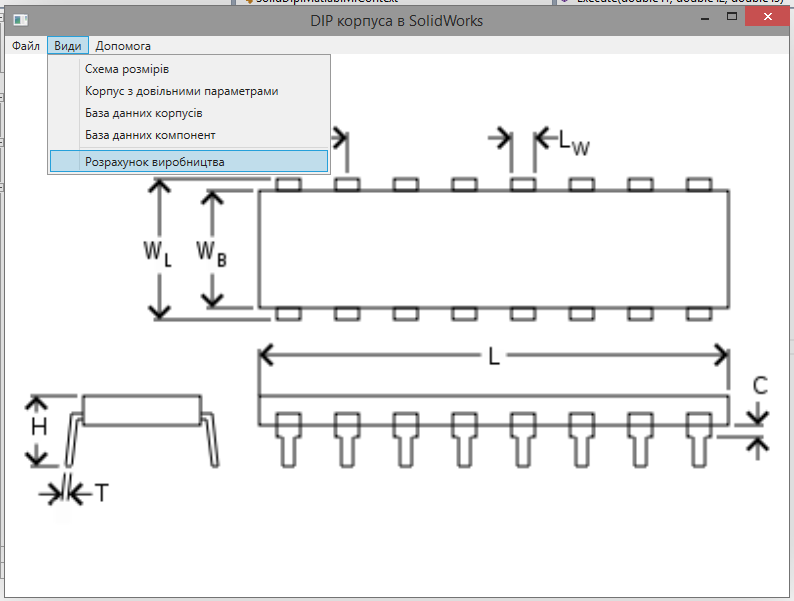 DIP корпуса в SolidWorks
Файл Види Допомога
Схема розмірів
Корпус з довільними параметрами
База данних корпусів
База данних компонент
Розрахунок виробництва
LW
WL WB
L
C
H
T